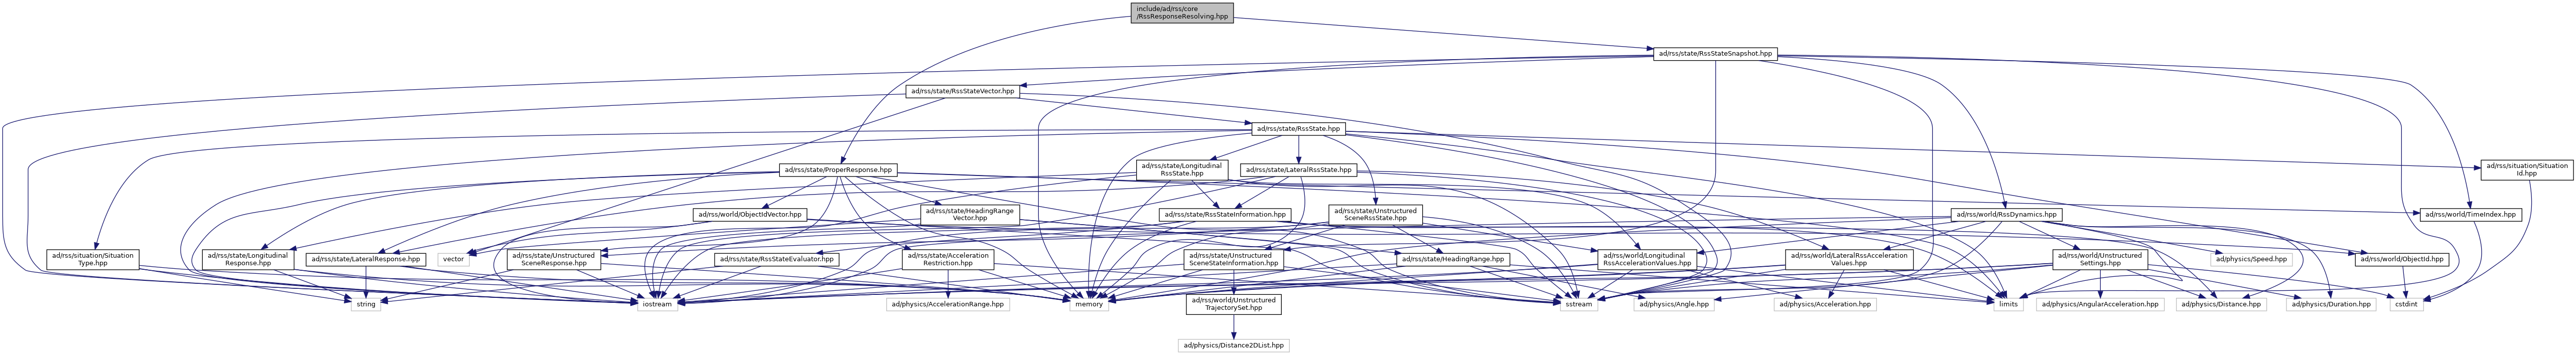 include/ad/rss/core
/RssResponseResolving.hpp
ad/rss/state/RssStateSnapshot.hpp
ad/rss/state/RssStateVector.hpp
ad/rss/state/RssState.hpp
ad/rss/state/ProperResponse.hpp
ad/rss/state/Longitudinal
RssState.hpp
ad/rss/state/LateralRssState.hpp
ad/rss/situation/Situation
Id.hpp
ad/rss/world/ObjectIdVector.hpp
ad/rss/state/HeadingRange
Vector.hpp
ad/rss/state/RssStateInformation.hpp
ad/rss/state/Unstructured
SceneRssState.hpp
ad/rss/world/RssDynamics.hpp
ad/rss/world/TimeIndex.hpp
ad/rss/situation/Situation
Type.hpp
ad/rss/state/Longitudinal
Response.hpp
ad/rss/state/LateralResponse.hpp
vector
ad/rss/state/Unstructured
SceneResponse.hpp
ad/rss/state/RssStateEvaluator.hpp
ad/rss/state/Acceleration
Restriction.hpp
ad/rss/state/Unstructured
SceneStateInformation.hpp
ad/rss/state/HeadingRange.hpp
ad/rss/world/Longitudinal
RssAccelerationValues.hpp
ad/rss/world/LateralRssAcceleration
Values.hpp
ad/rss/world/Unstructured
Settings.hpp
ad/physics/Speed.hpp
ad/rss/world/ObjectId.hpp
string
iostream
ad/physics/AccelerationRange.hpp
memory
ad/rss/world/Unstructured
TrajectorySet.hpp
sstream
ad/physics/Angle.hpp
ad/physics/Acceleration.hpp
limits
ad/physics/AngularAcceleration.hpp
ad/physics/Distance.hpp
ad/physics/Duration.hpp
cstdint
ad/physics/Distance2DList.hpp